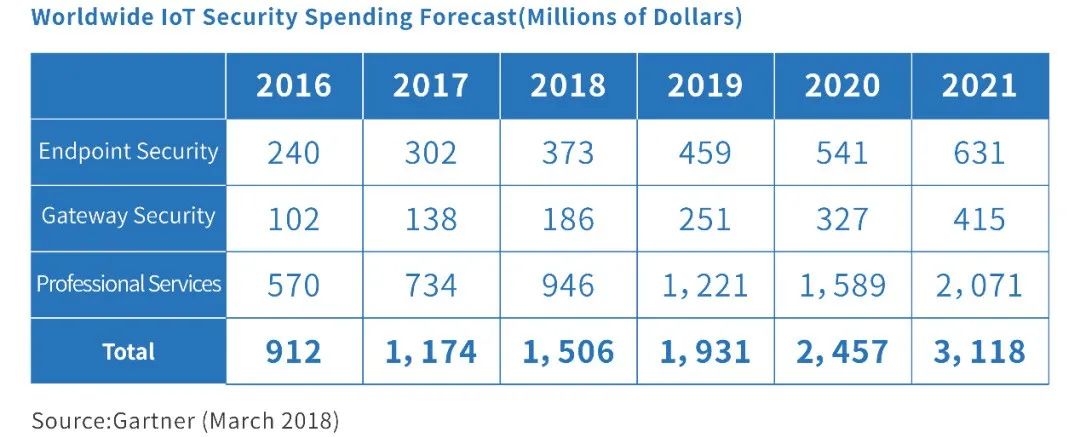 Worldwide IoT Security Spending Forecast(Millions of Dollars)
2016 2017 2018 2019 2020 2021
Endpoint Security 240 302 373 459 541 631
Gateway Security 102 138 186 251 327 415
Professional Services 570 734 946 1,221 1,589 2,071
Total 912 1,174 1,506 1,931 2,457 3,118
Source:Gartner (March 2018)